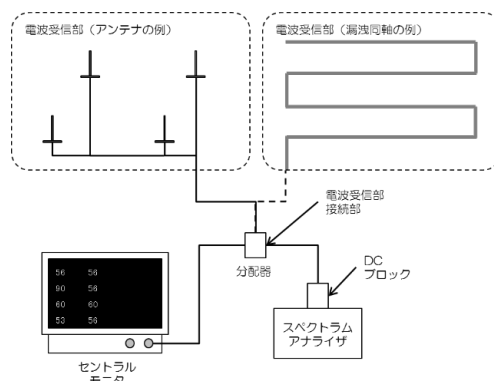 電波受信部（アンテナの例）
電波受信部（漏洩同軸の例）
電波受信部
接続部
分配器
DC
ブロック
56 56
90 56
60 60
53 56
スペクトラム
アナライザ
セントラル
モニタ